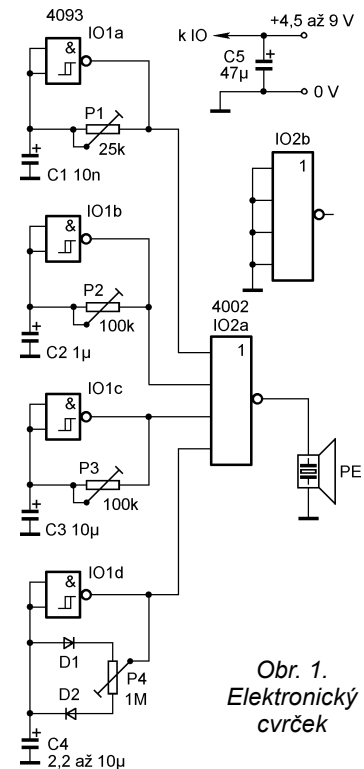 4093
IO1a
&
P1
25k
C1 10n
+
k IO
+4,5 až 9 V
C5
47µ
+
0 V
IO2b
1
IO1b
&
P2
100k
+
C2 1µ
4002
IO2a
1
IO1c
&
P3
100k
+
C3 10µ
PE
IO1d
&
D1
D2
P4
1M
+
C4
2,2 až 10µ
Obr. 1.
Elektronický
cvrček